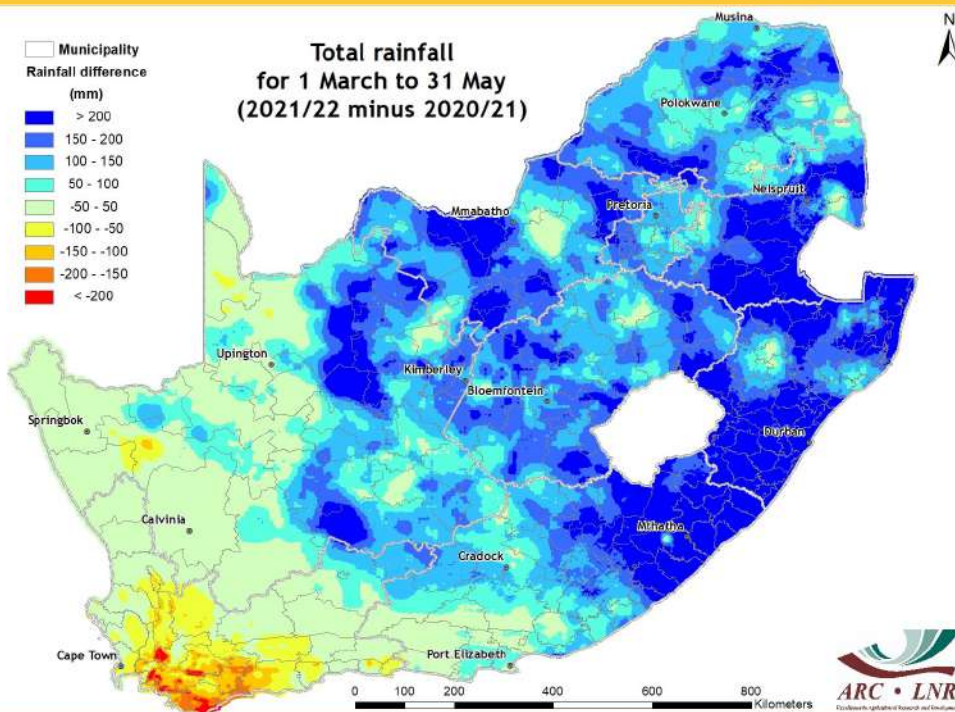 Municipality
Rainfall difference
(mm)
> 200
150 - 200
100 - 150
50 - 100
-50 - 50
-100 - -50
-150 - -100
-200 - -150
< -200
Total rainfall
for 1 March to 31 May
(2021/22 minus 2020/21)
N
Musina
Polokwane
Nelspruit
Pretoria
Mmabatho
Upington
Kimberley
Bloemfontein
Springbok
Durban
Calvinia
Mthatha
Cradock
Cape Town
Port Elizabeth
0 100 200 400 600 800
Kilometers
ARC • LNR